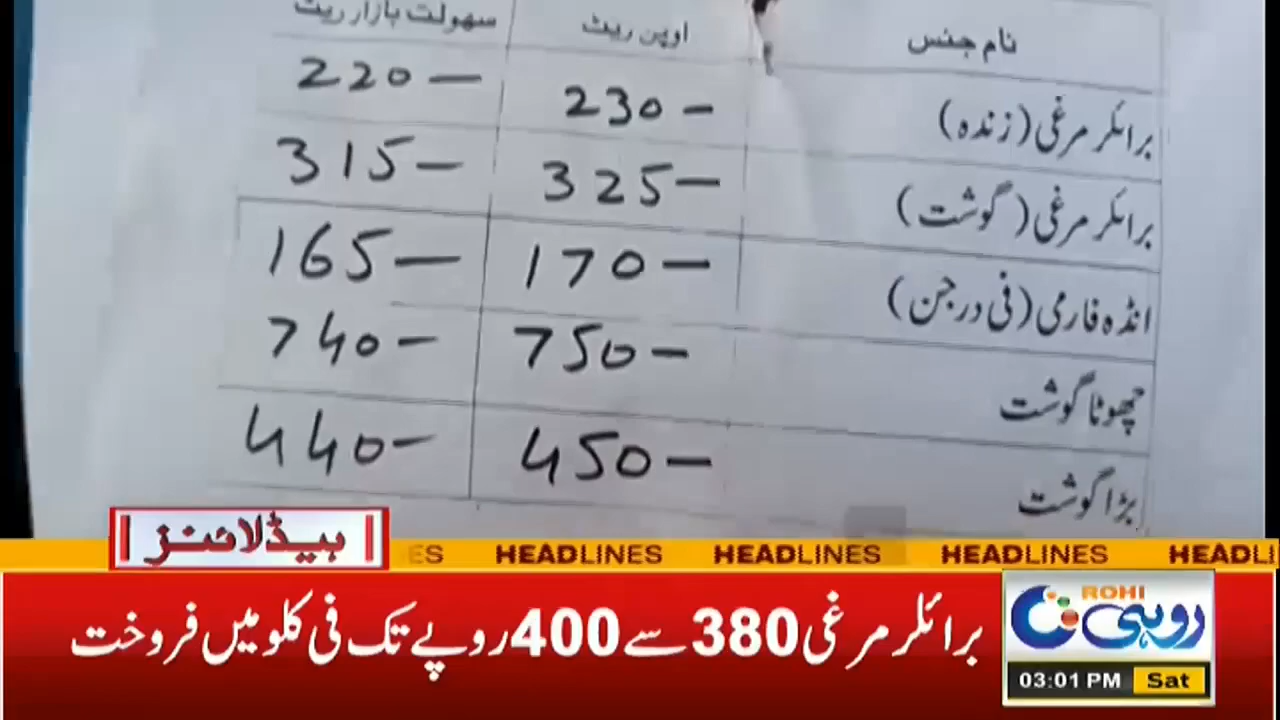 نام جنس اوپن ریٹ سہولت بازار ریٹ
برائلر مرغی (زندہ) 230 – 220 –
برائلر مرغی (گوشت) 325 – 315 –
انڈہ فارمی (فی درجن) 170 – 165 –
چھوٹا گوشت 750 – 740 –
بڑا گوشت 450 – 440 –
ہیڈلائنز
ES HEADLINES HEADLINES HEADLINES HEADLI
برائلر مرغی 380 سے 400 روپے تک فی کلو میں فروخت
ROHI
روہی
03:01 PM Sat